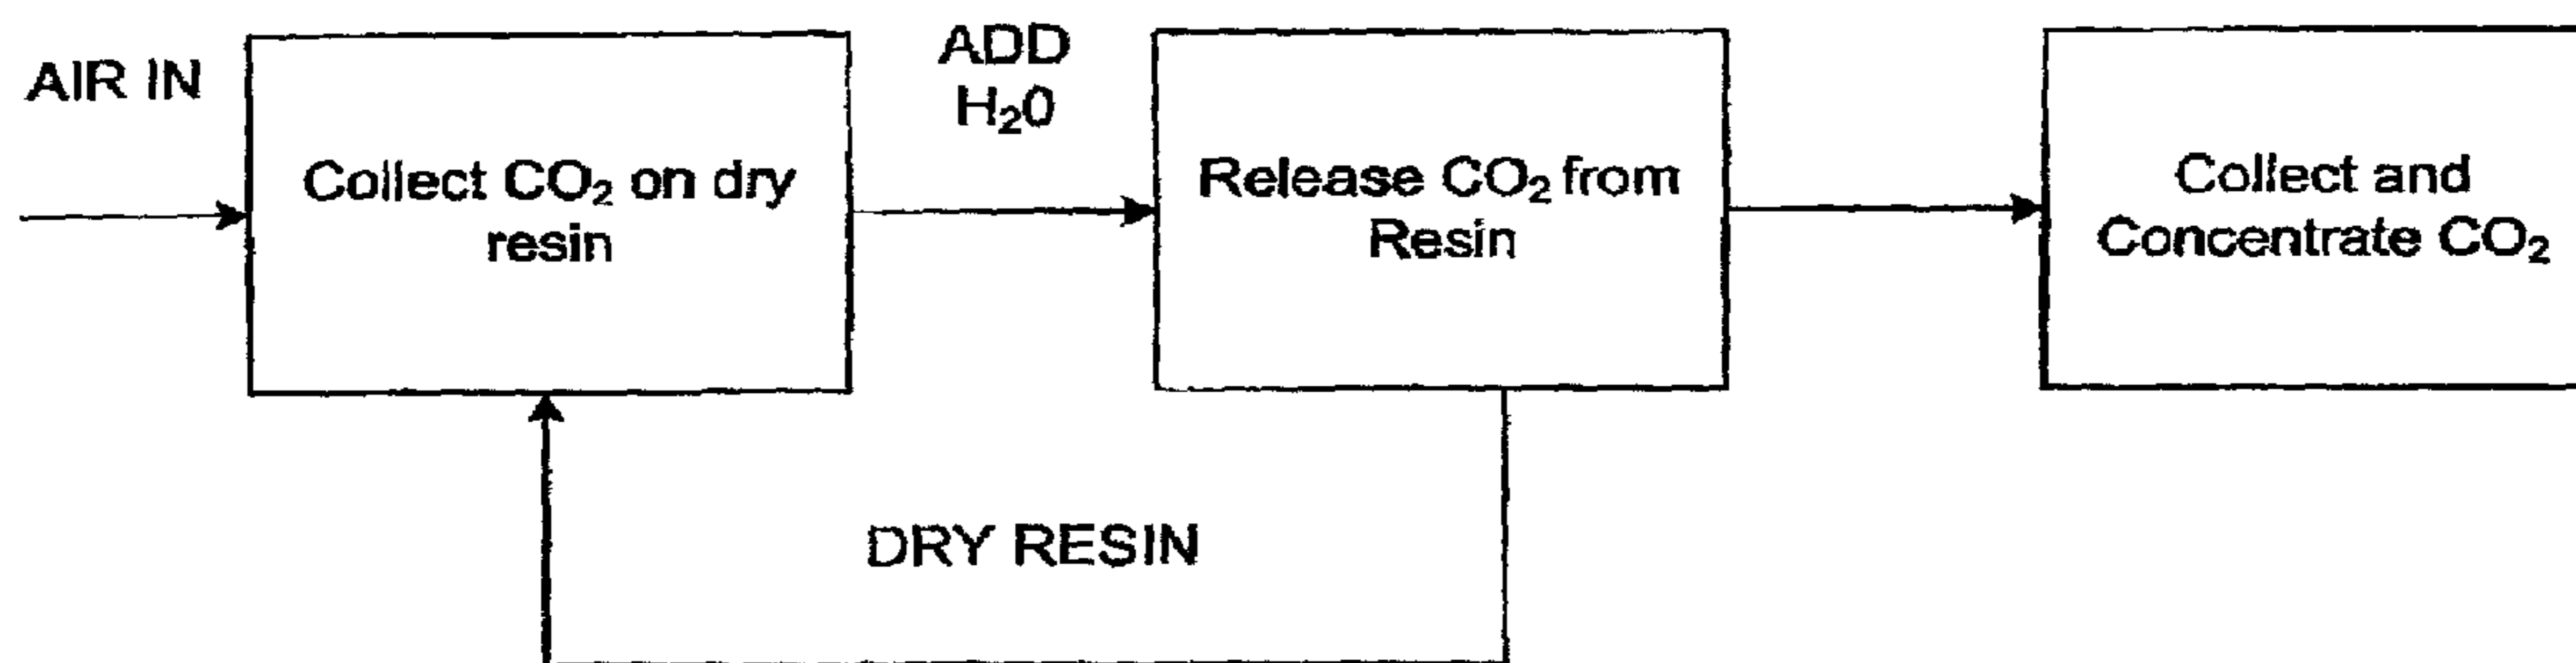 AIR IN
Collect CO₂ on dry
resin
ADD
H₂0
Release CO₂ from
Resin
Collect and
Concentrate CO₂
DRY RESIN